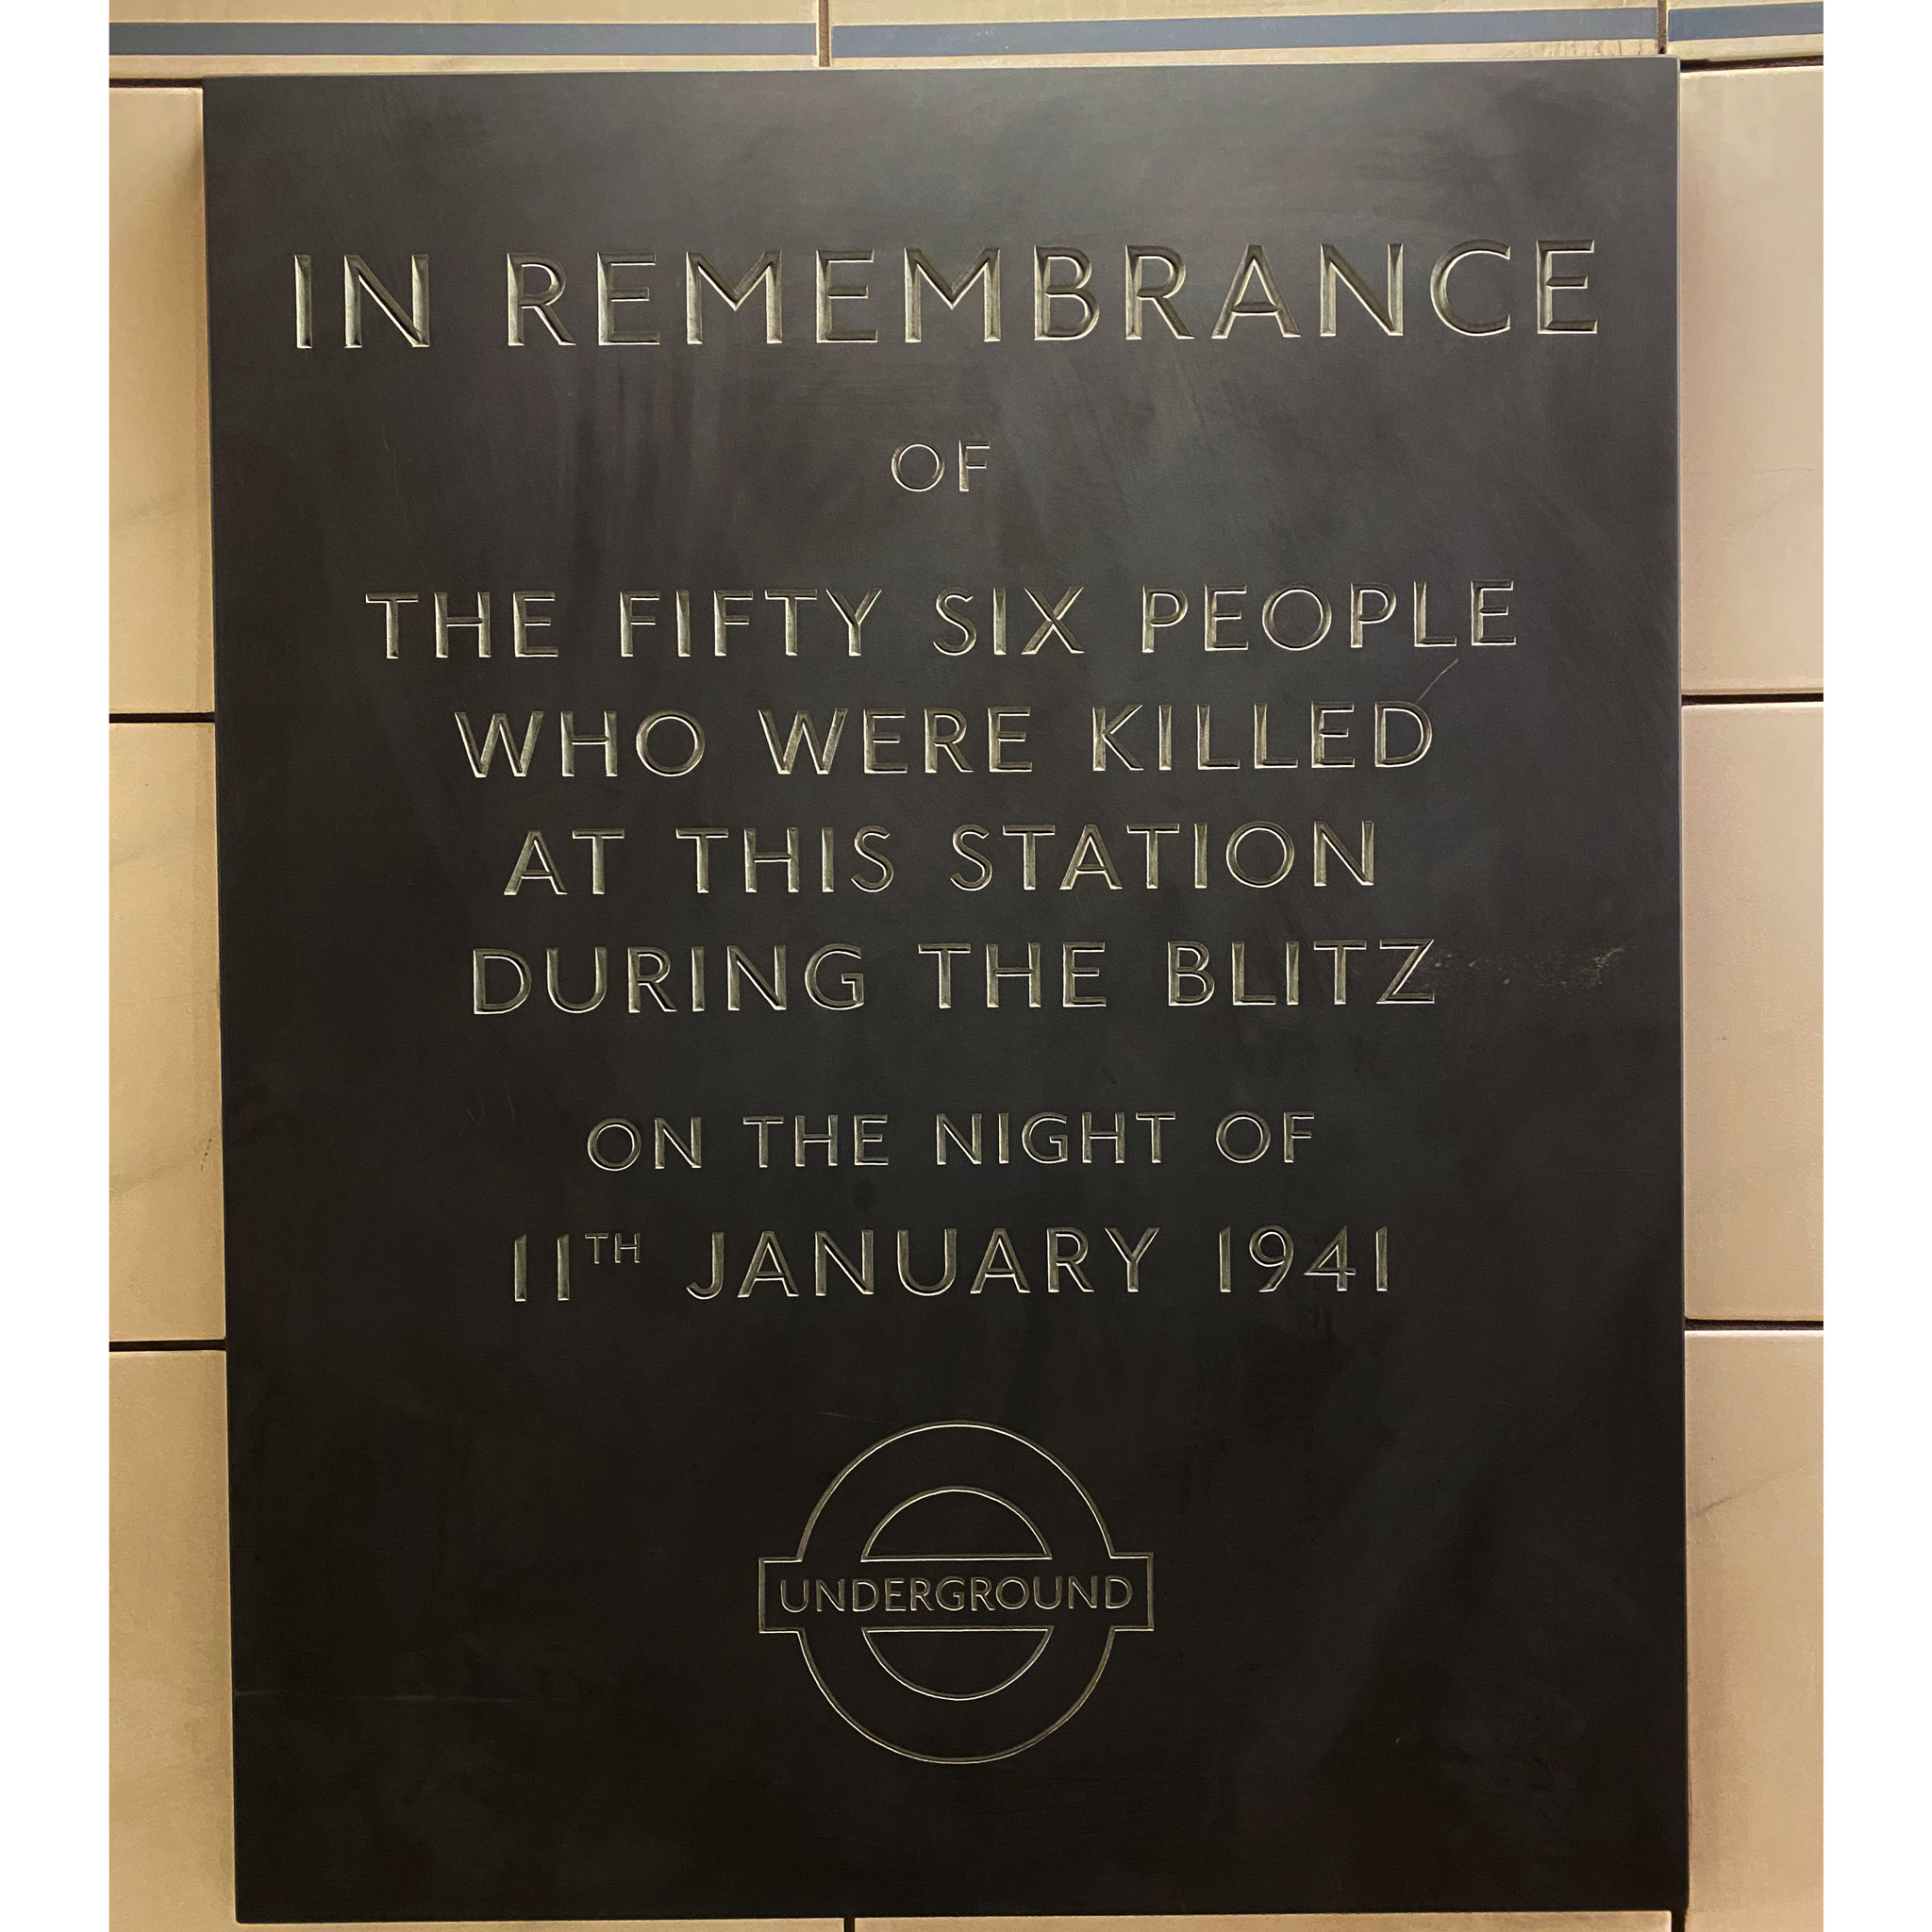 IN REMEMBRANCE
OF
THE FIFTY SIX PEOPLE
WHO WERE KILLED
AT THIS STATION
DURING THE BLITZ
ON THE NIGHT OF
11TH JANUARY 1941
UNDERGROUND